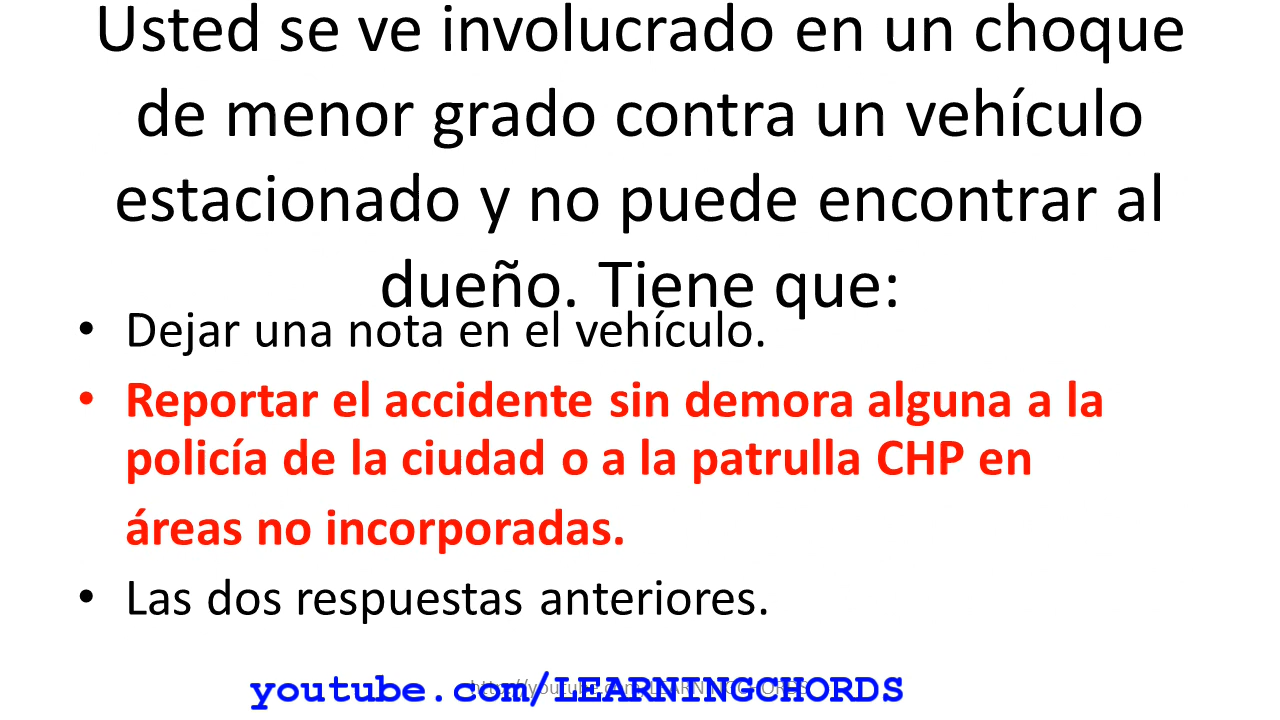 Usted se ve involucrado en un choque
de menor grado contra un vehículo
estacionado y no puede encontrar al
dueño. Tiene que:
• Dejar una nota en el vehículo.
• Reportar el accidente sin demora alguna a la
policía de la ciudad o a la patrulla CHP en
áreas no incorporadas.
• Las dos respuestas anteriores.
youtube.com/LEARNINGCHORDS